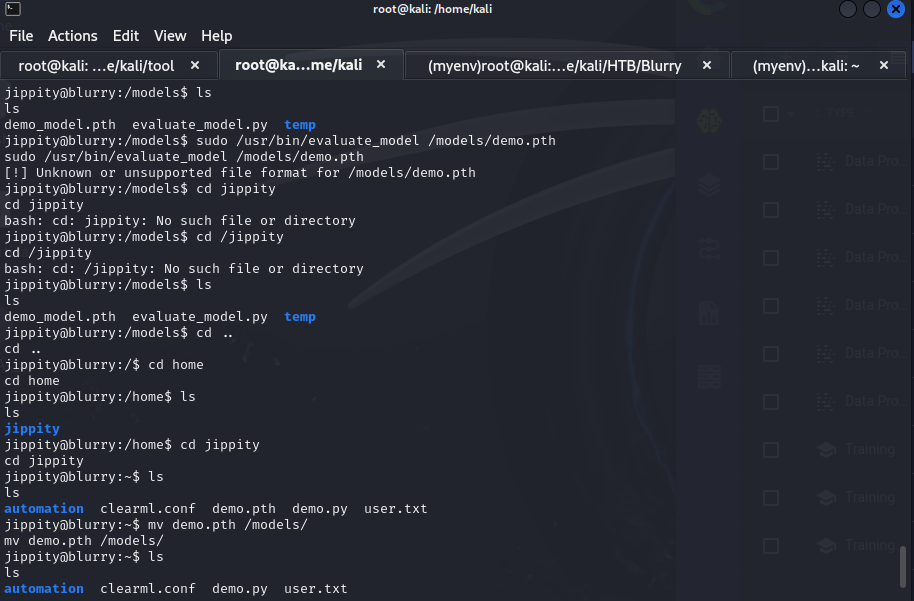 root@kali: /home/kali
File Actions Edit View Help
root@kali: ...e/kali/tool × root@ka...me/kali × (myenv)root@kali:...e/kali/HTB/Blurry × (myenv)...kali: ~ ×
jippity@blurry:/models$ ls
ls
demo_model.pth evaluate_model.py temp
jippity@blurry:/models$ sudo /usr/bin/evaluate_model /models/demo.pth
sudo /usr/bin/evaluate_model /models/demo.pth
[!] Unknown or unsupported file format for /models/demo.pth
jippity@blurry:/models$ cd jippity
cd jippity
bash: cd: jippity: No such file or directory
jippity@blurry:/models$ cd /jippity
cd /jippity
bash: cd: /jippity: No such file or directory
jippity@blurry:/models$ ls
ls
demo_model.pth evaluate_model.py temp
jippity@blurry:/models$ cd ..
cd ..
jippity@blurry:/$ cd home
cd home
jippity@blurry:/home$ ls
ls
jippity
jippity@blurry:/home$ cd jippity
cd jippity
jippity@blurry:~$ ls
ls
automation clearml.conf demo.pth demo.py user.txt
jippity@blurry:~$ mv demo.pth /models/
mv demo.pth /models/
jippity@blurry:~$ ls
ls
automation clearml.conf demo.py user.txt
TYPE
Data Pro...
Data Pro...
Data Pro...
Data Pro...
Data Pro...
Data Pro...
Training
Training
Training